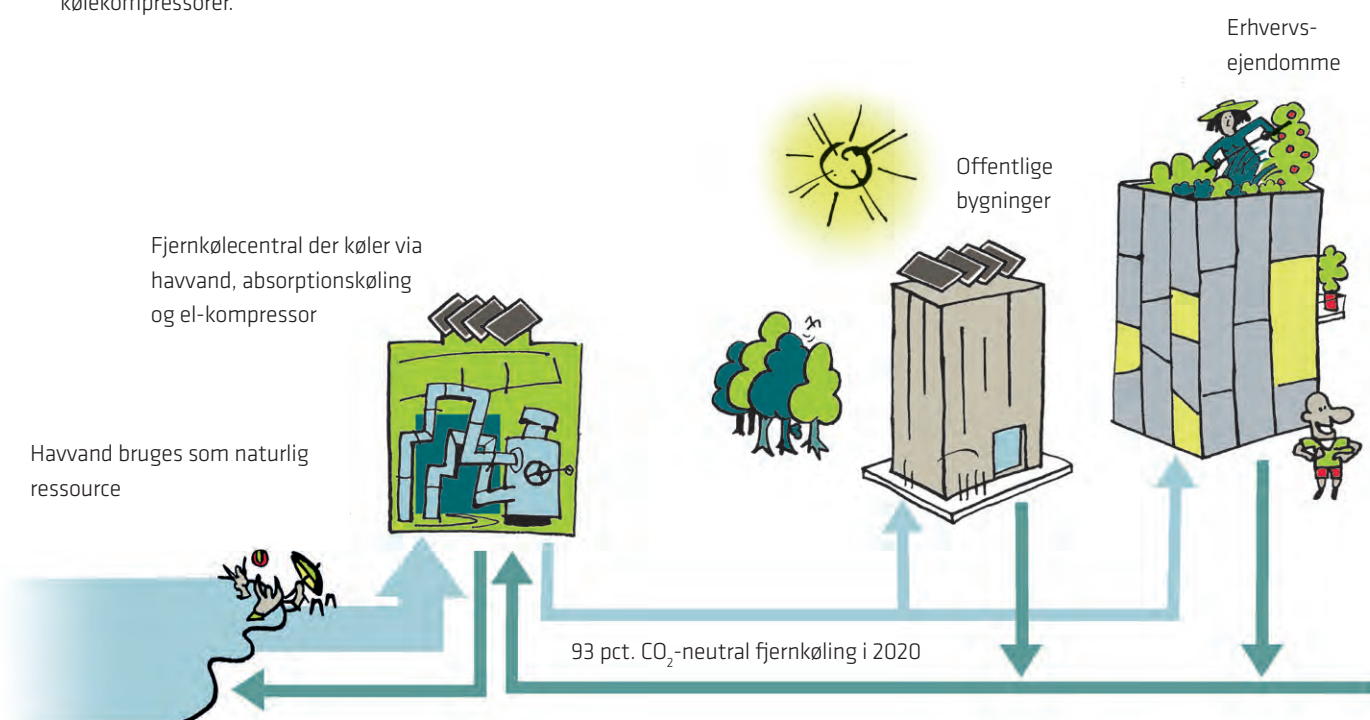 kølekompressorer.
Erhvervs-
ejendomme
Offentlige
bygninger
Fjernkølecentral der køler via
havvand, absorptionskøling
og el-kompressor
Havvand bruges som naturlig
ressource
93 pct. CO₂-neutral fjernkøling i 2020